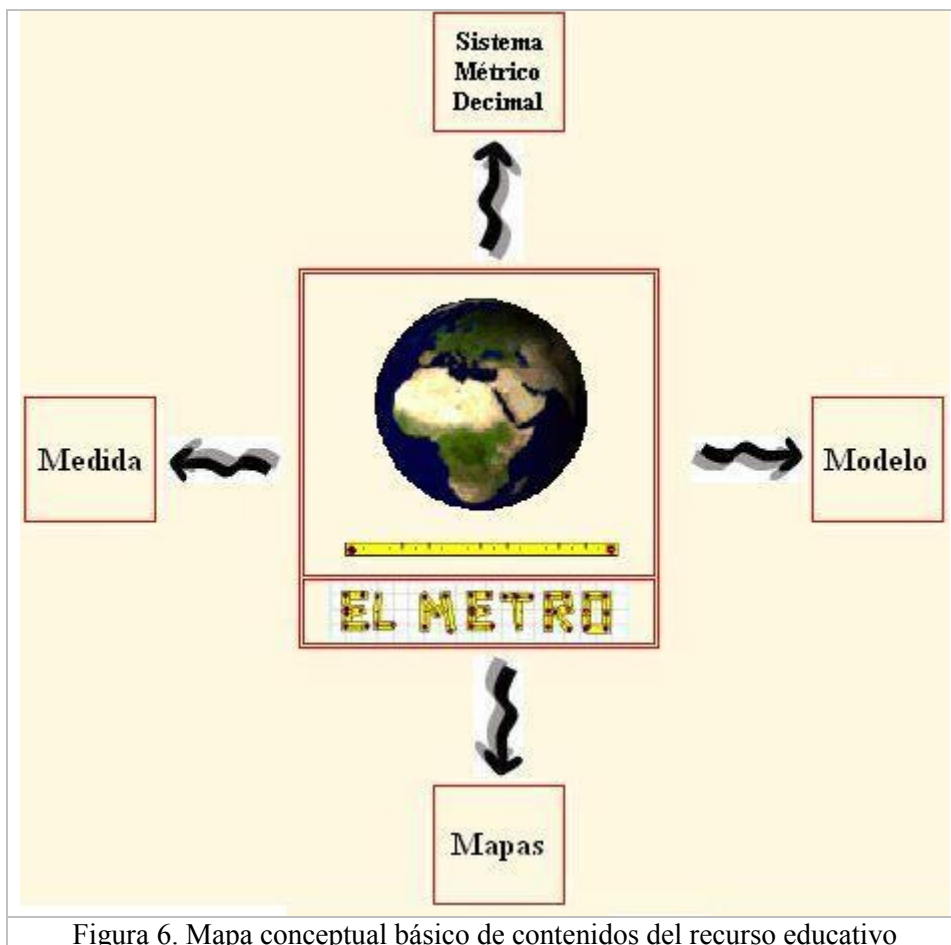 Sistema
Métrico
Decimal
Medida
Modelo
EL METRO
Mapas
Figura 6. Mapa conceptual básico de contenidos del recurso educativo